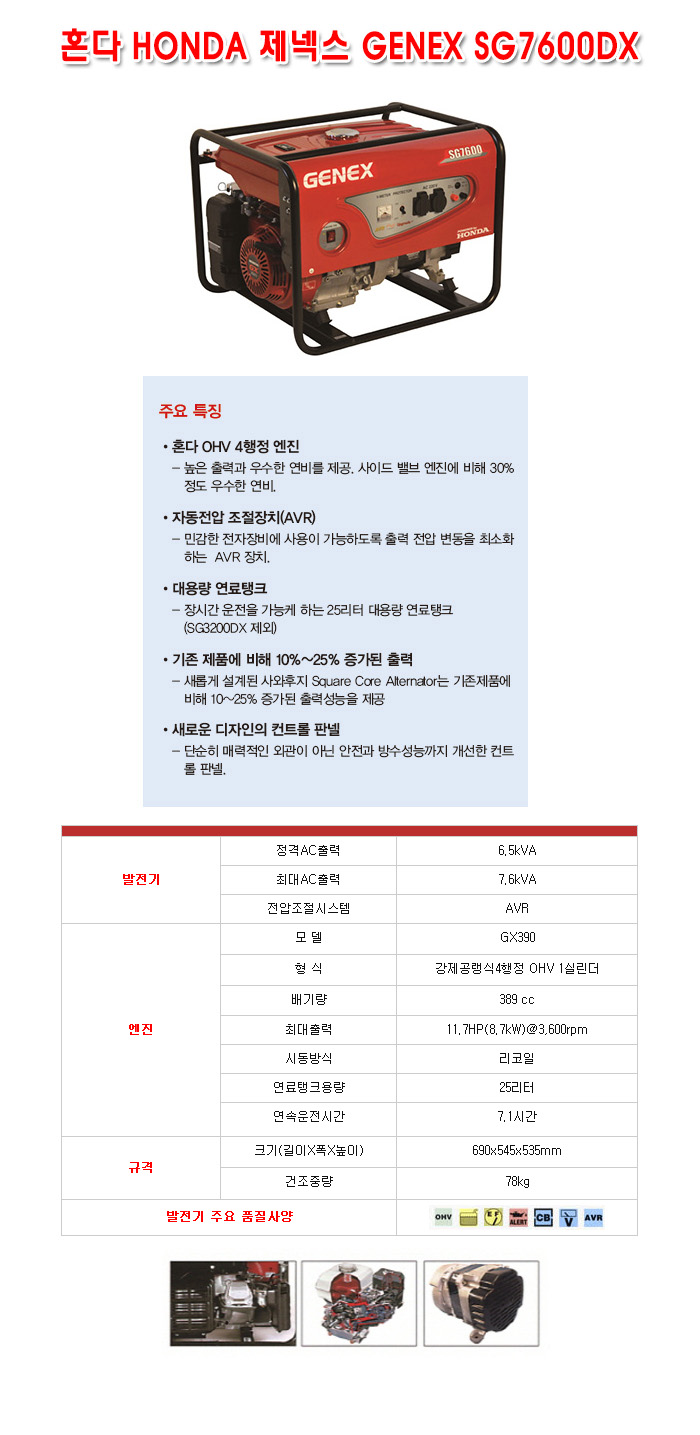 혼다 HONDA 제넥스 GENEX SG7600DX
SG7600
GENEX
V-METER PROTECTOR AC 220V
POWERED BY
HONDA
주요 특징
• 혼다 OHV 4행정 엔진
– 높은 출력과 우수한 연비를 제공. 사이드 밸브 엔진에 비해 30%
정도 우수한 연비.
• 자동전압 조절장치(AVR)
– 민감한 전자장비에 사용이 가능하도록 출력 전압 변동을 최소화
하는 AVR 장치.
• 대용량 연료탱크
– 장시간 운전을 가능케 하는 25리터 대용량 연료탱크
(SG3200DX 제외)
• 기존 제품에 비해 10%~25% 증가된 출력
– 새롭게 설계된 사와후지 Square Core Alternator는 기존제품에
비해 10~25% 증가된 출력성능을 제공
• 새로운 디자인의 컨트롤 판넬
– 단순히 매력적인 외관이 아닌 안전과 방수성능까지 개선한 컨트
롤 판넬.
발전기
정격AC출력 6.5kVA
최대AC출력 7.6kVA
전압조절시스템 AVR
엔진
모 델 GX390
형 식 강제공랭식4행정 OHV 1실린더
배기량 389 cc
최대출력 11.7HP(8.7kW)@3,600rpm
시동방식 리코일
연료탱크용량 25리터
연속운전시간 7.1시간
규격
크기(길이X폭X높이) 690x545x535mm
건조중량 78kg
발전기 주요 품질사양 OHV EF ALERT CB V AVR